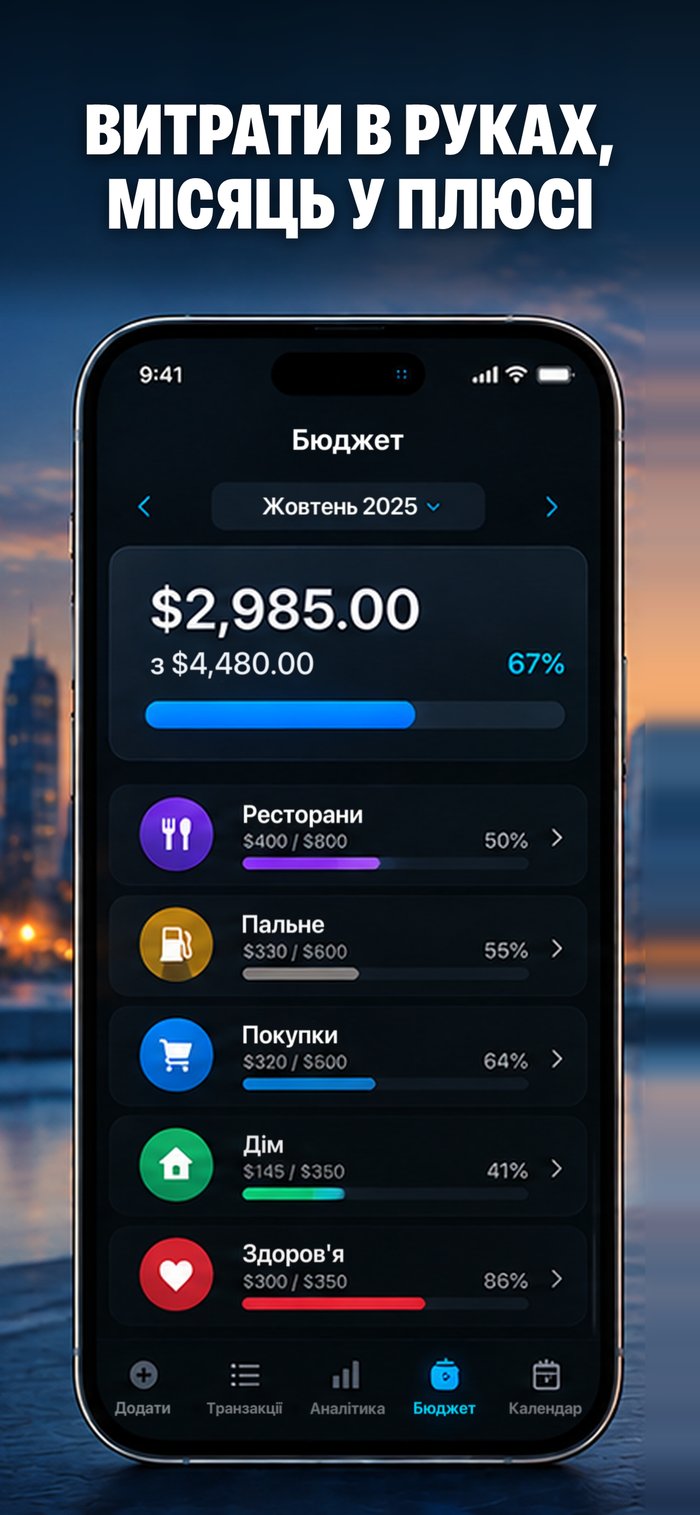 ВИТРАТИ В РУКАХ,
МІСЯЦЬ У ПЛЮСІ
9:41
Бюджет
Жовтень 2025
$2,985.00
з $4,480.00
67%
Ресторани
$400 / $800
50%
Пальне
$330 / $600
55%
Покупки
$320 / $600
64%
Дім
$145 / $350
41%
Здоров'я
$300 / $350
86%
Додати
Транзакції
Аналітика
Бюджет
Календар